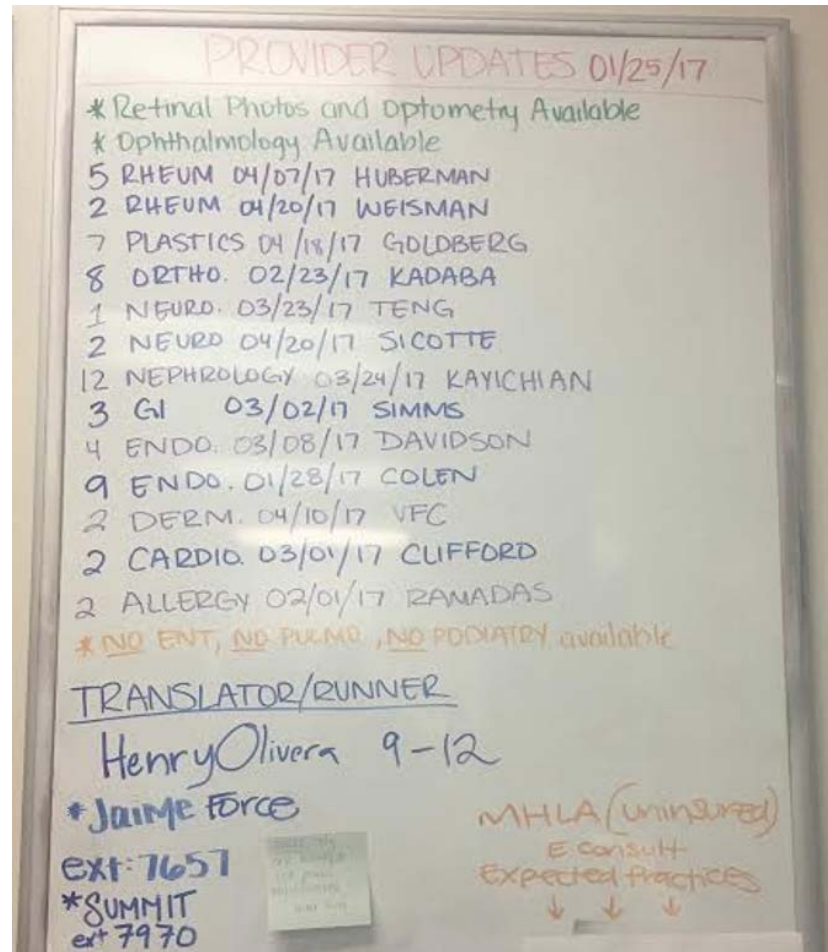 PROVIDER UPDATES 01/25/17
* Retinal Photos and Optometry Available
* Ophthalmology Available
5 RHEUM 04/07/17 HUBERMAN
2 RHEUM 04/20/17 WEISMAN
7 PLASTICS 04/18/17 GOLDBERG
8 ORTHO. 02/23/17 KADABA
1 NEURO. 03/23/17 TENG
2 NEURO 04/20/17 SICOTTE
12 NEPHROLOGY 03/24/17 KAYICHIAN
3 GI 03/02/17 SIMMS
4 ENDO. 03/08/17 DAVIDSON
9 ENDO. 01/28/17 COLEN
2 DERM. 04/10/17 VFC
2 CARDIO. 03/01/17 CLIFFORD
2 ALLERGY 02/01/17 RAMADAS
* NO ENT, NO PULMO, NO PODIATRY available
TRANSLATOR/RUNNER
Henry Olivera 9-12
*Jaime Force
ext: 7657
*SUMMIT
ext 7970
MHLA (uninsured)
E consult
Expected Practices
↓ ↓ ↓